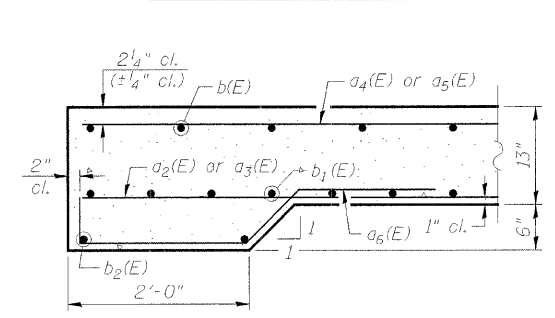 2¼" cl.
(±¼" cl.)
b(E)
a4(E) or a5(E)
2"
cl.
a2(E) or a3(E)
b1(E)
13"
1" cl.
6"
1
1
a6(E)
b2(E)
2'-0"